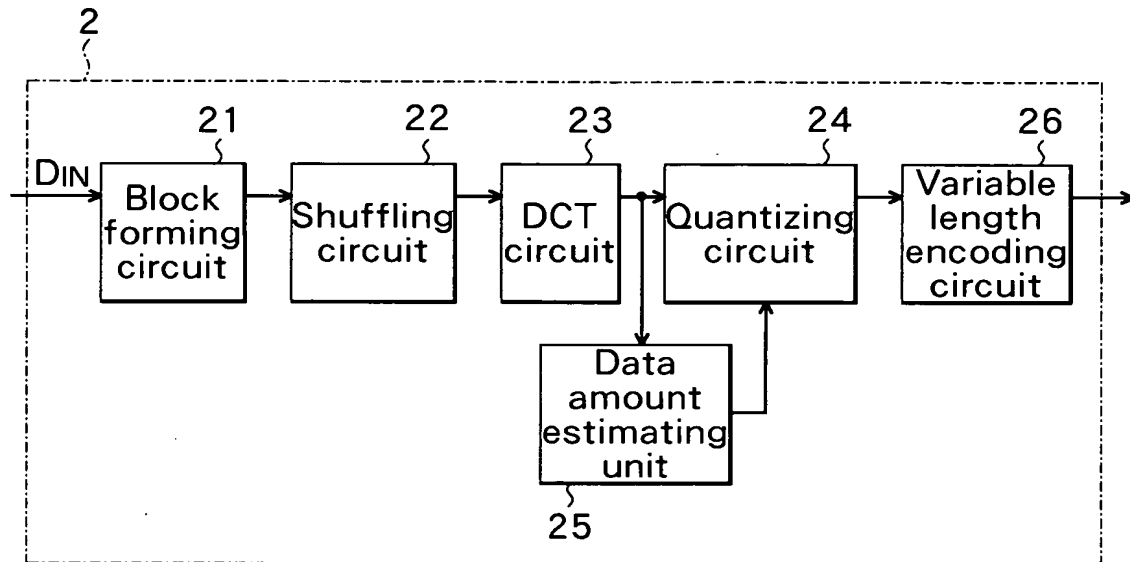 2
21
22
23
24
26
DIN
Block
forming
circuit
Shuffling
circuit
DCT
circuit
Quantizing
circuit
Variable
length
encoding
circuit
Data
amount
estimating
unit
25